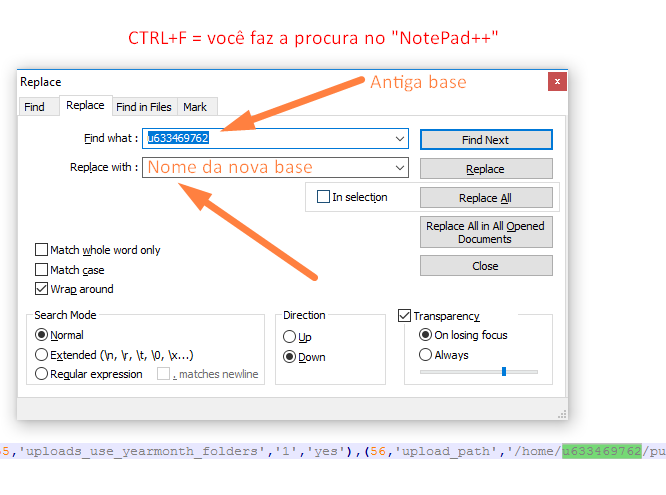 CTRL+F = você faz a procura no "NotePad++"
Replace
x
Antiga base
Find
Replace
Find in Files
Mark
Find what :
u633469762
Find Next
Replace with :
Nome da nova base
Replace
In selection
Replace All
Replace All in All Opened
Documents
Match whole word only
Match case
Wrap around
Close
Search Mode
Normal
Extended (\n, \r, \t, \0, \x...)
Regular expression
. matches newline
Direction
Up
Down
Transparency
On losing focus
Always
55,'uploads_use_yearmonth_folders','1','yes'),(56,'upload_path','/home/u633469762/pu